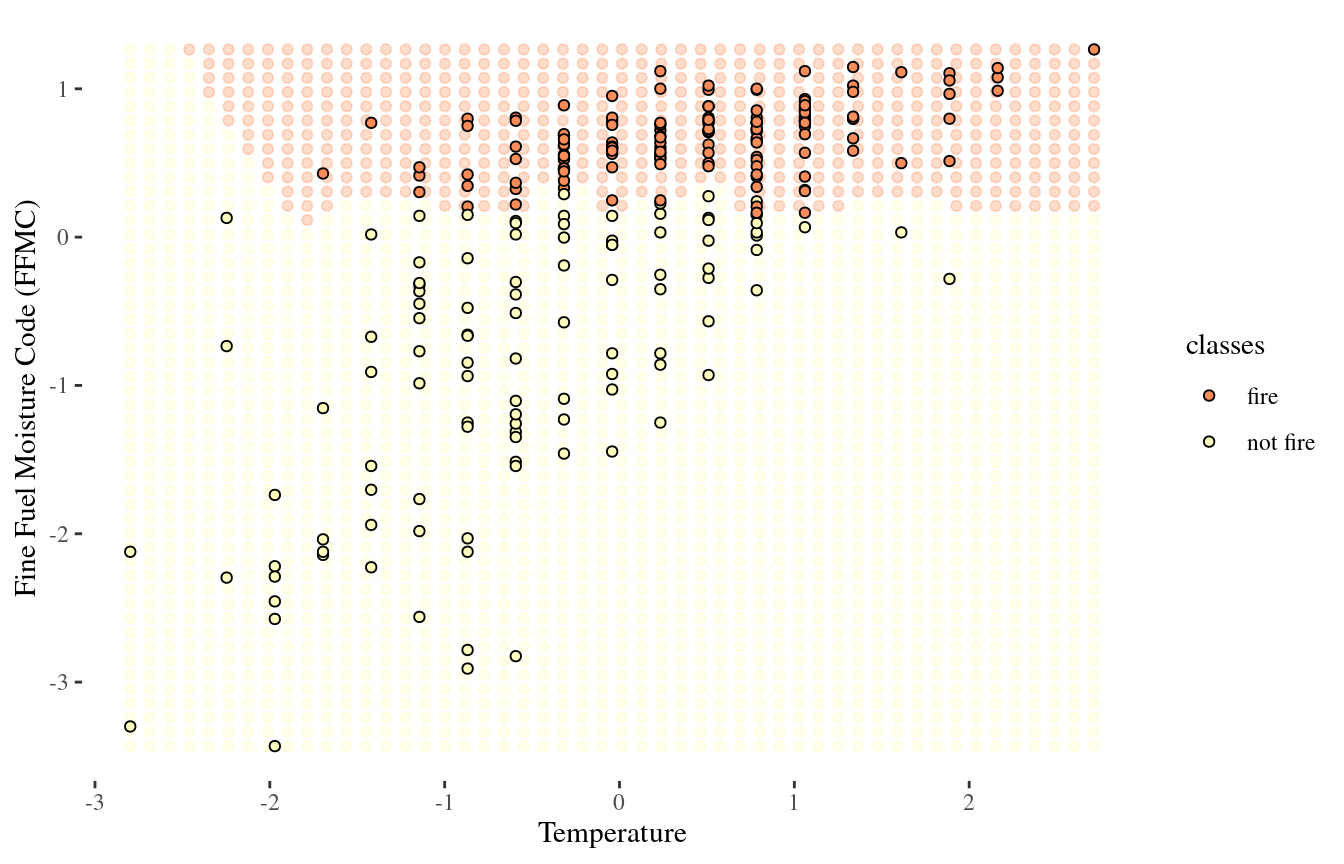 1
0
-1
-2
-3
Fine Fuel Moisture Code (FFMC)
-3
-2
-1
0
1
2
Temperature
classes
fire
not fire